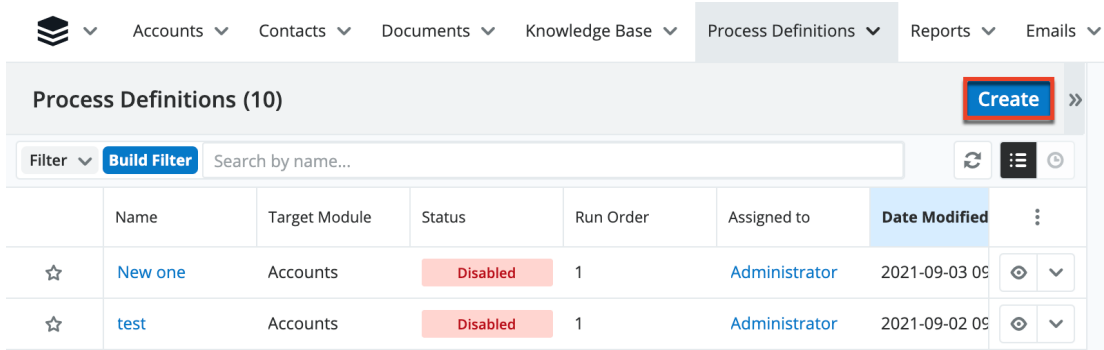 Accounts Contacts Documents Knowledge Base Process Definitions Reports Emails
Process Definitions (10) Create
Filter Build Filter Search by name...
Name Target Module Status Run Order Assigned to Date Modified
New one Accounts Disabled 1 Administrator 2021-09-03 09
test Accounts Disabled 1 Administrator 2021-09-02 09